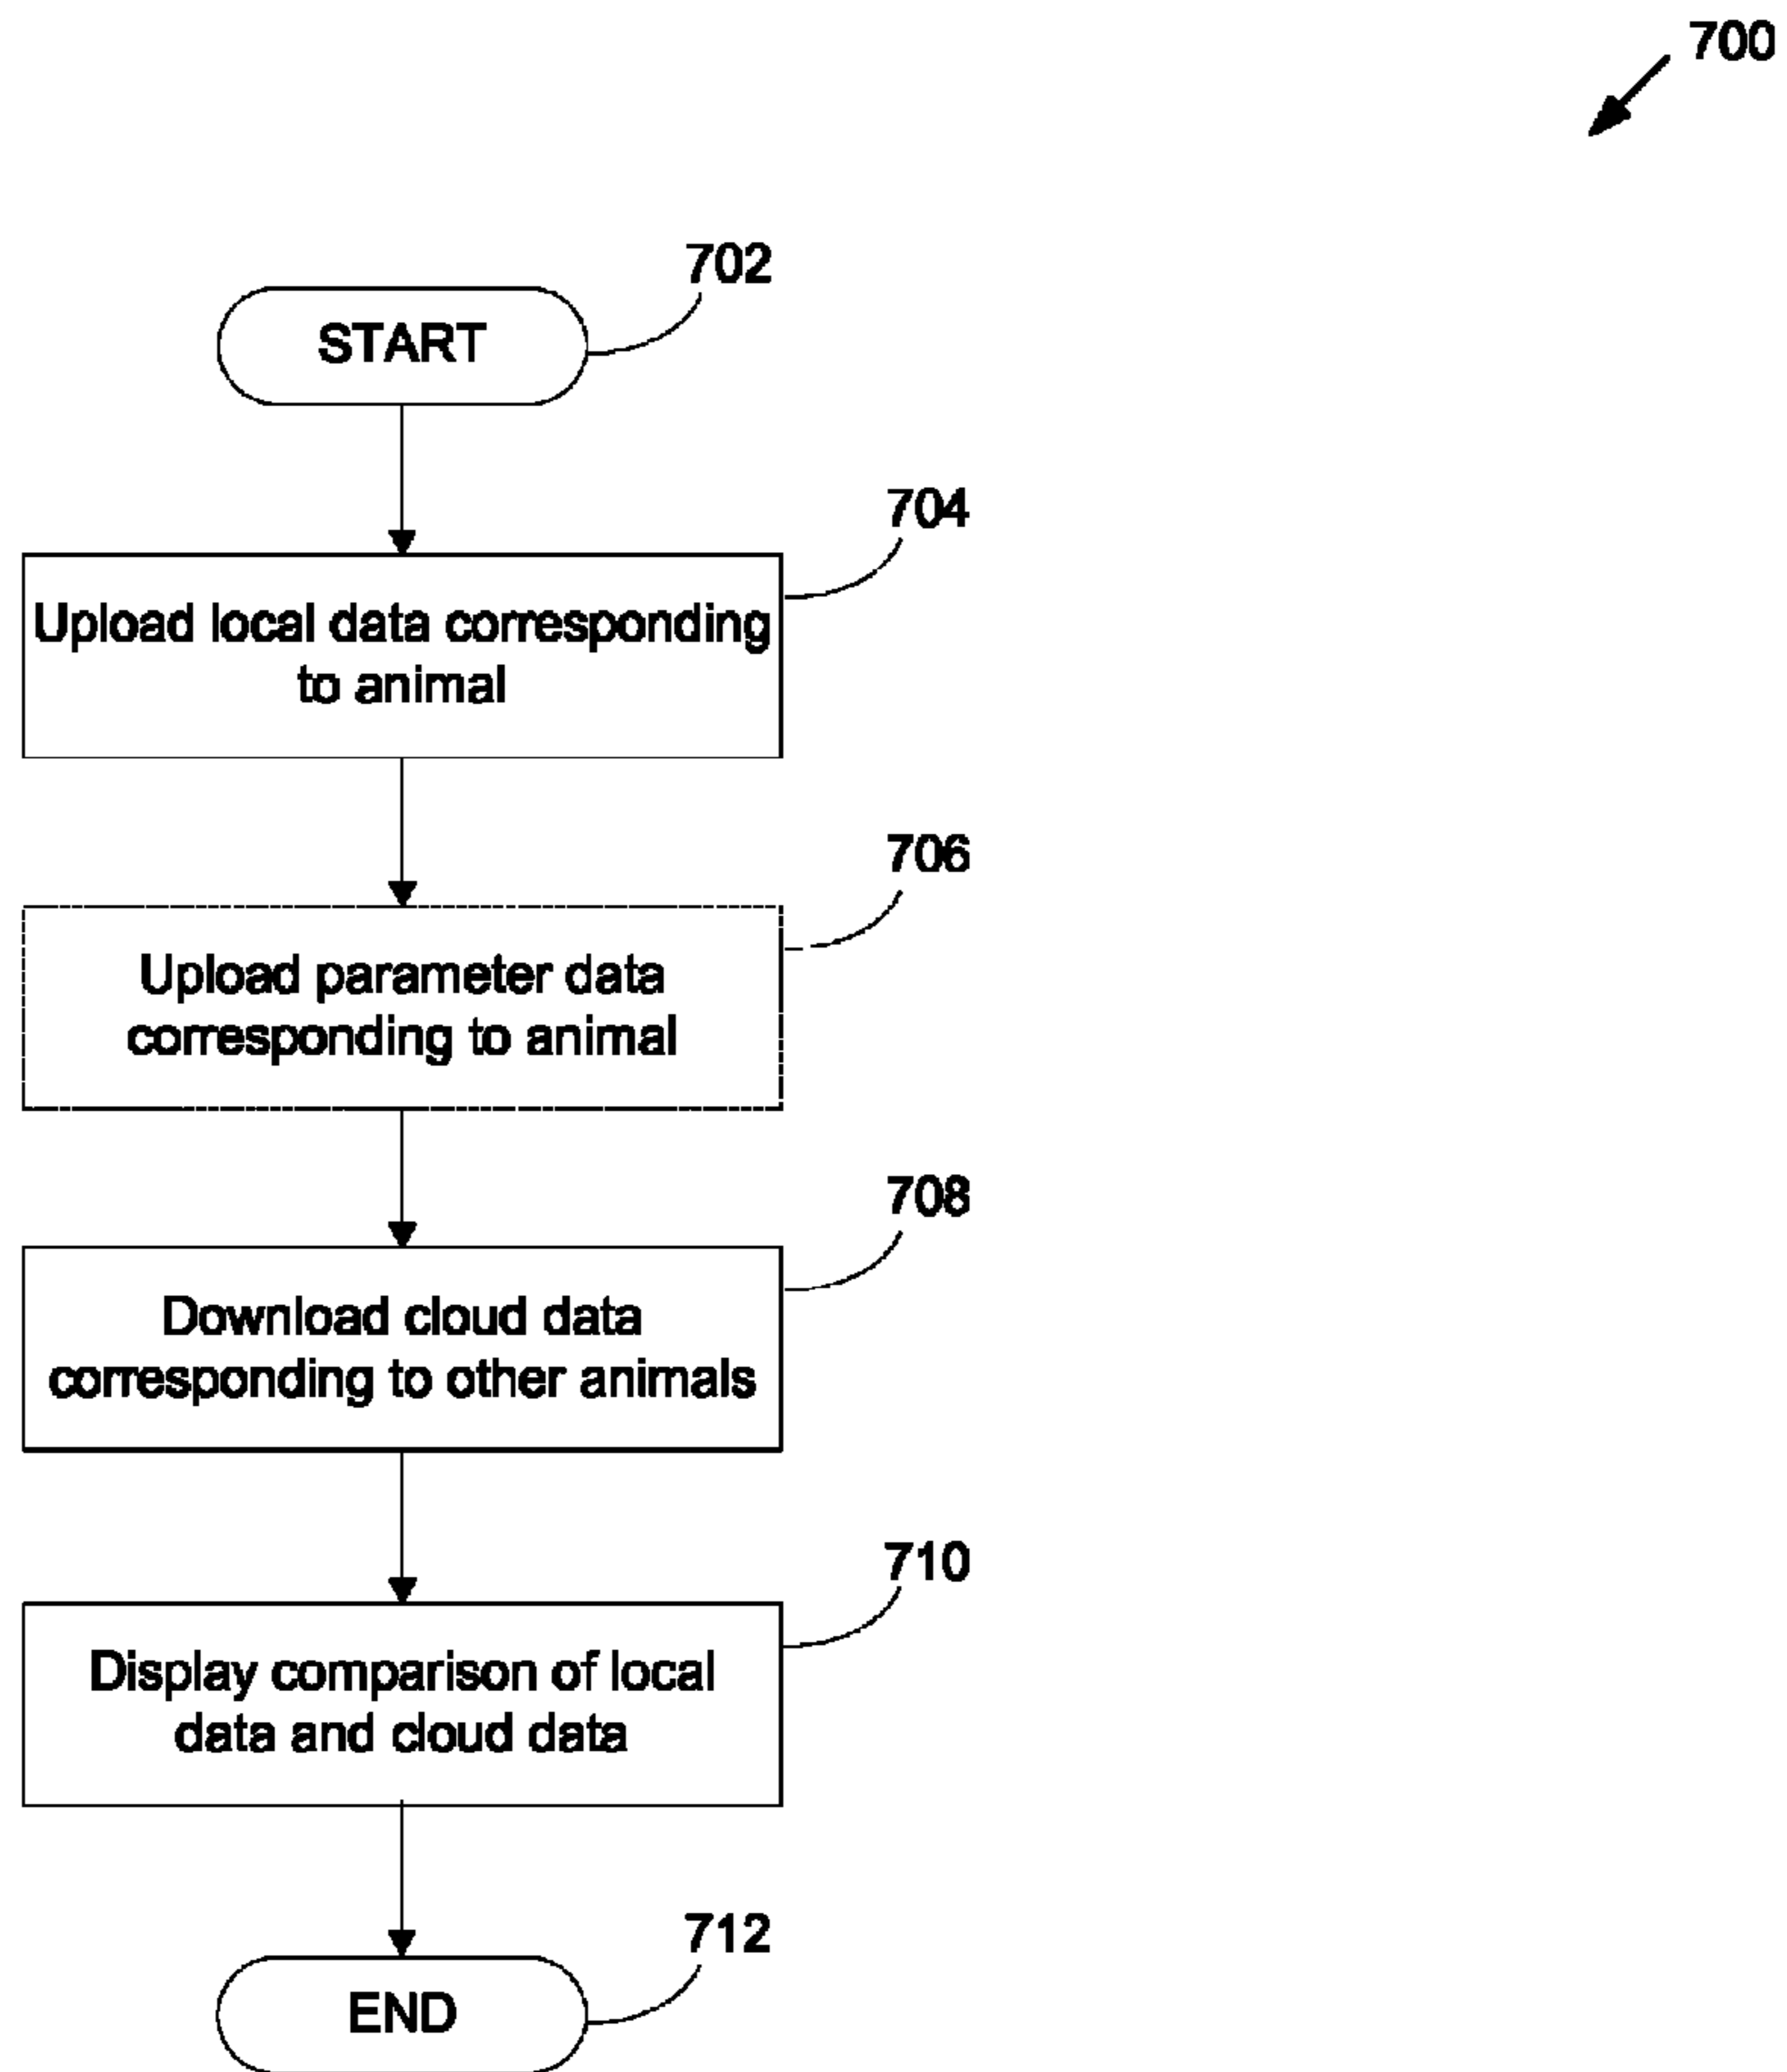 700
702
START
704
Upload local data corresponding
to animal
706
Upload parameter data
corresponding to animal
708
Download cloud data
corresponding to other animals
710
Display comparison of local
data and cloud data
712
END